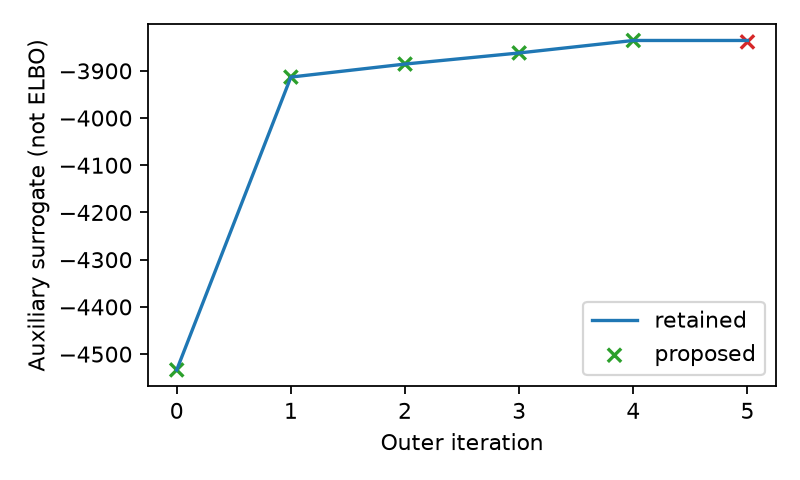 Auxiliary surrogate (not ELBO)
−3900
−4000
−4100
−4200
−4300
−4400
−4500
retained
proposed
0 1 2 3 4 5
Outer iteration